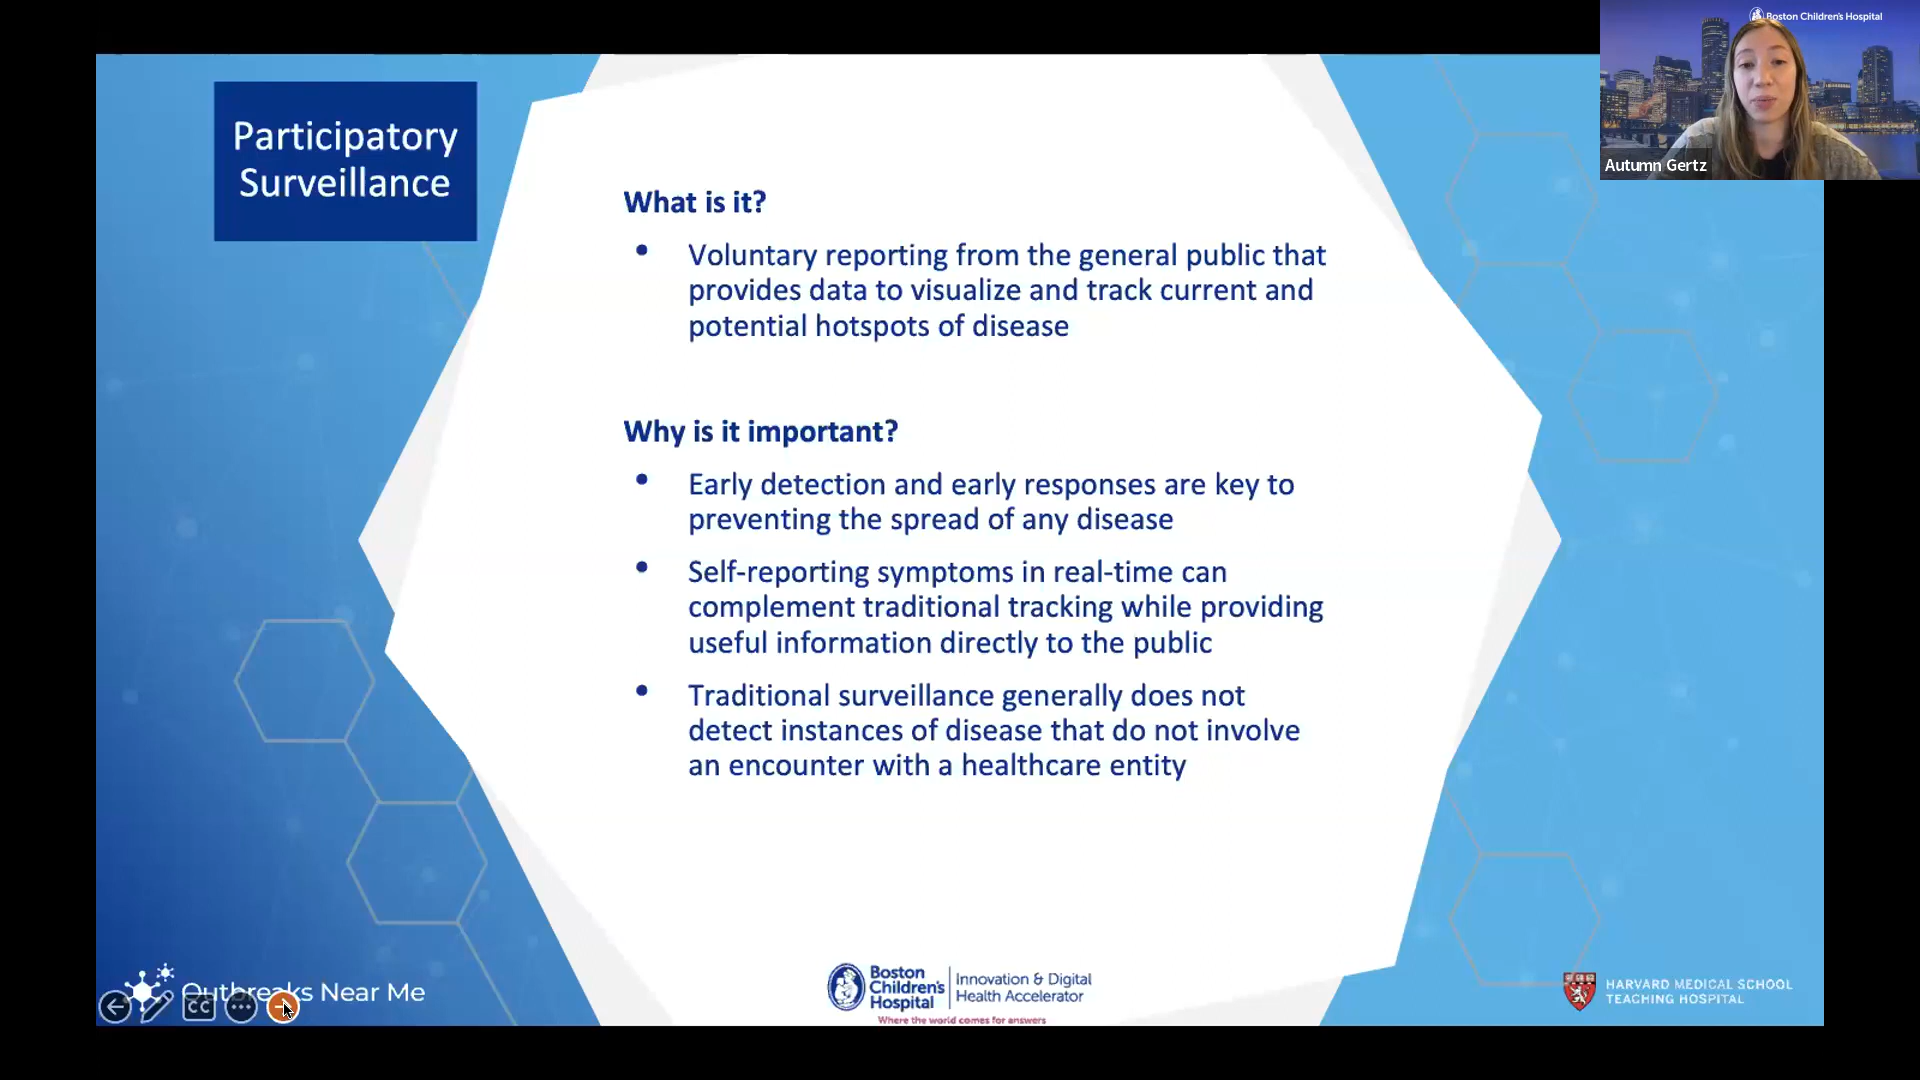 Boston Children's Hospital
Autumn Gertz
Participatory
Surveillance
What is it?
• Voluntary reporting from the general public that
provides data to visualize and track current and
potential hotspots of disease
Why is it important?
• Early detection and early responses are key to
preventing the spread of any disease
• Self-reporting symptoms in real-time can
complement traditional tracking while providing
useful information directly to the public
• Traditional surveillance generally does not
detect instances of disease that do not involve
an encounter with a healthcare entity
Outbreaks Near Me
CC
Boston
Children's
Hospital
Innovation & Digital
Health Accelerator
Where the world comes for answers
HARVARD MEDICAL SCHOOL
TEACHING HOSPITAL